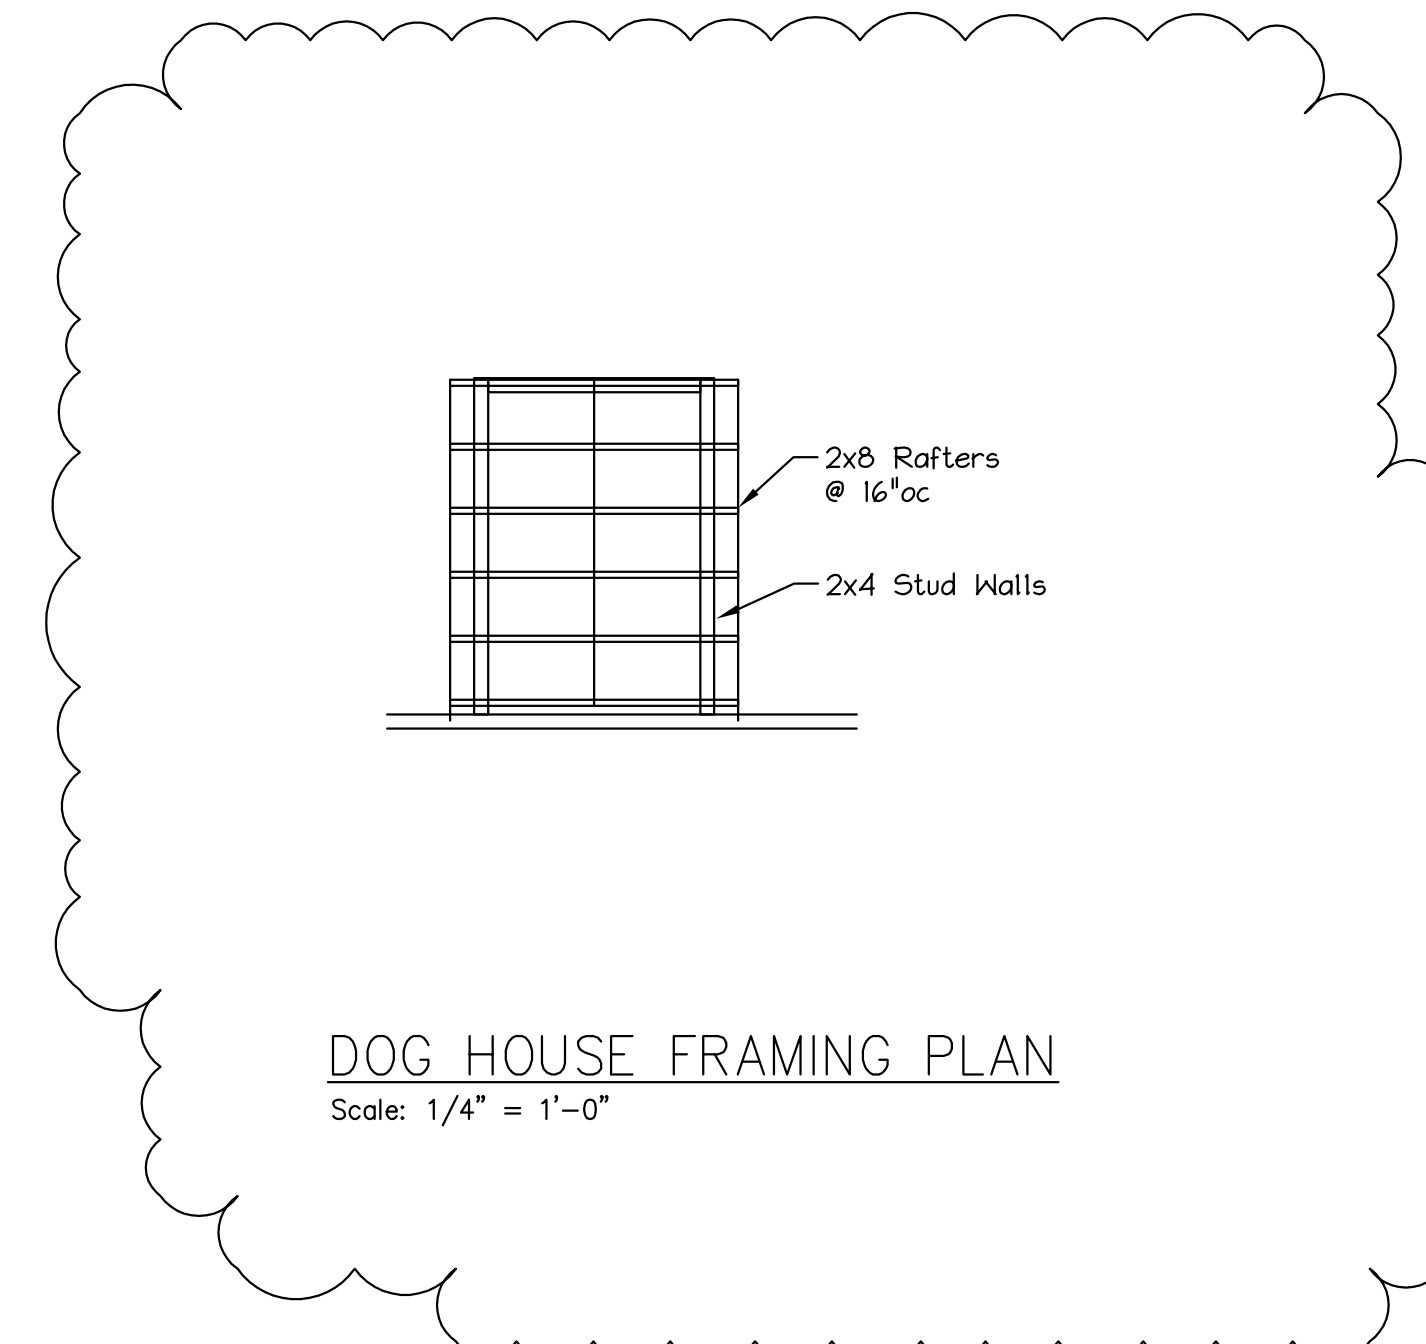 2x8 Rafters
@ 16"oc
2x4 Stud Walls
DOG HOUSE FRAMING PLAN
Scale: 1/4” = 1’-0”